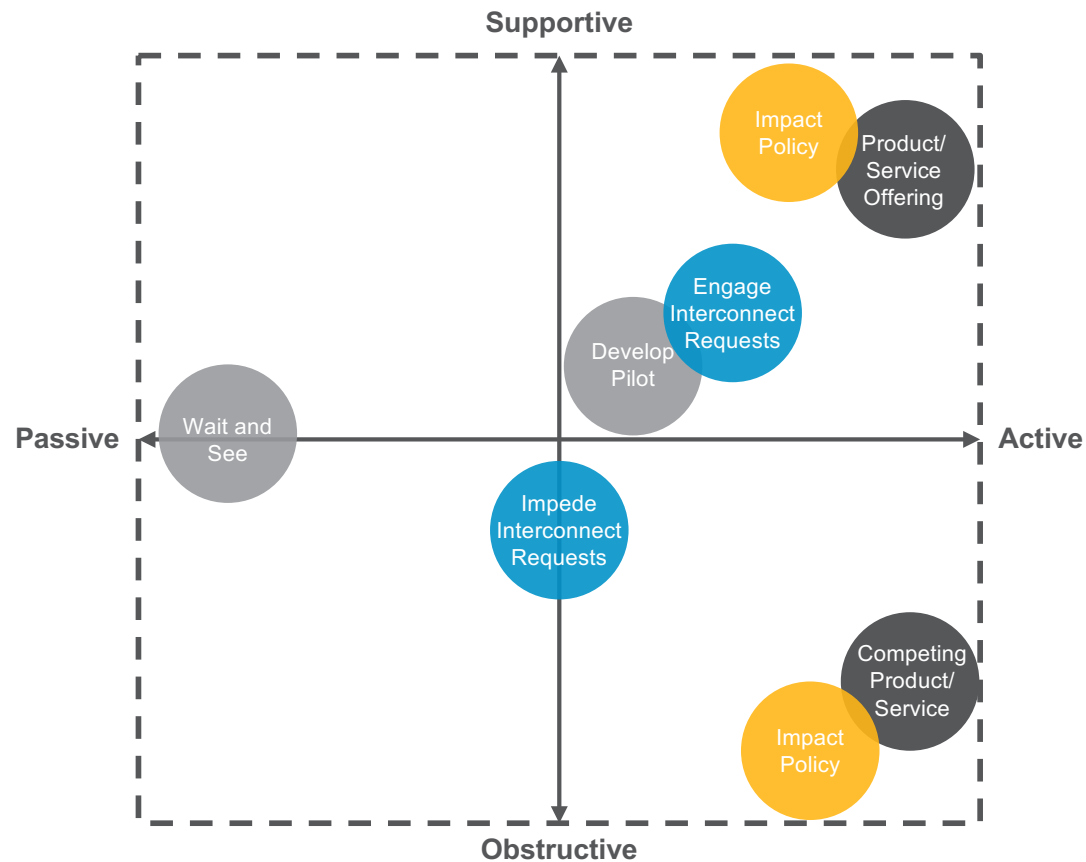 Supportive
Impact
Policy
Product/
Service
Offering
Engage
Interconnect
Requests
Develop
Pilot
Wait and
See
Passive
Active
Impede
Interconnect
Requests
Competing
Product/
Service
Impact
Policy
Obstructive